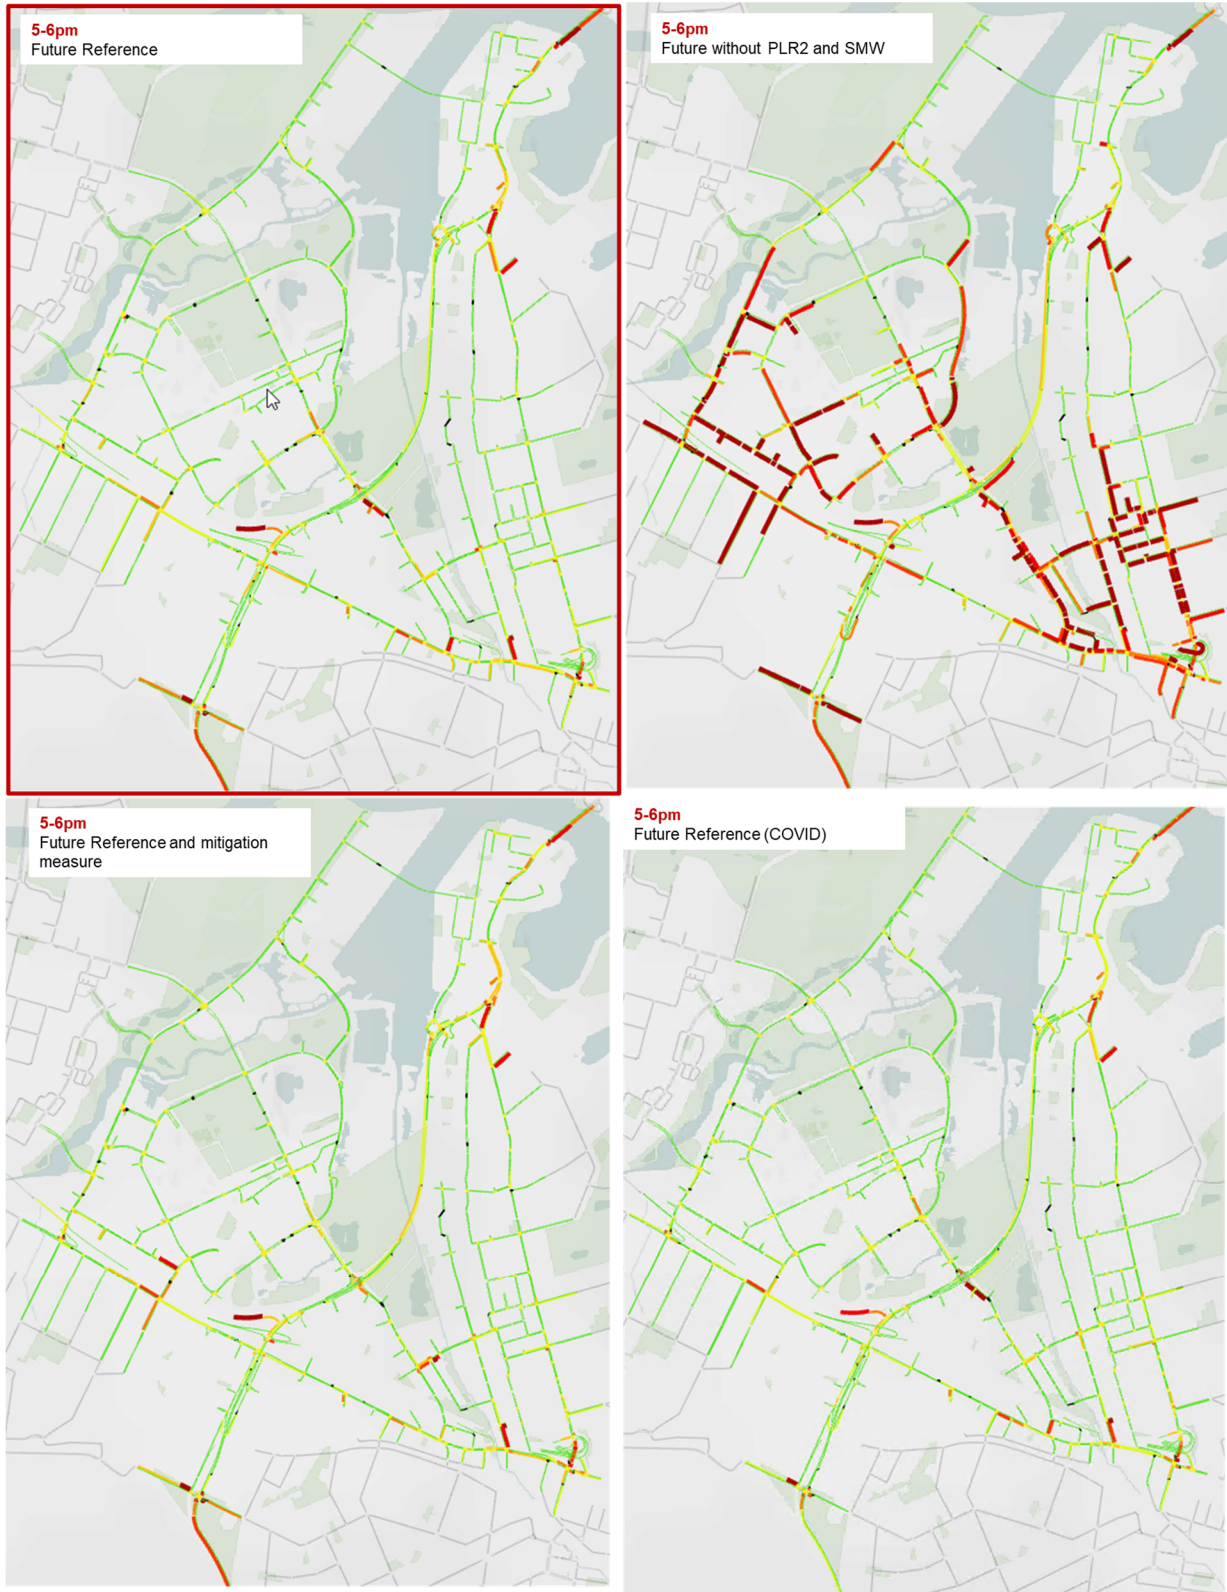 5-6pm
Future Reference
5-6pm
Future without PLR2 and SMW
5-6pm
Future Reference and mitigation
measure
5-6pm
Future Reference (COVID)